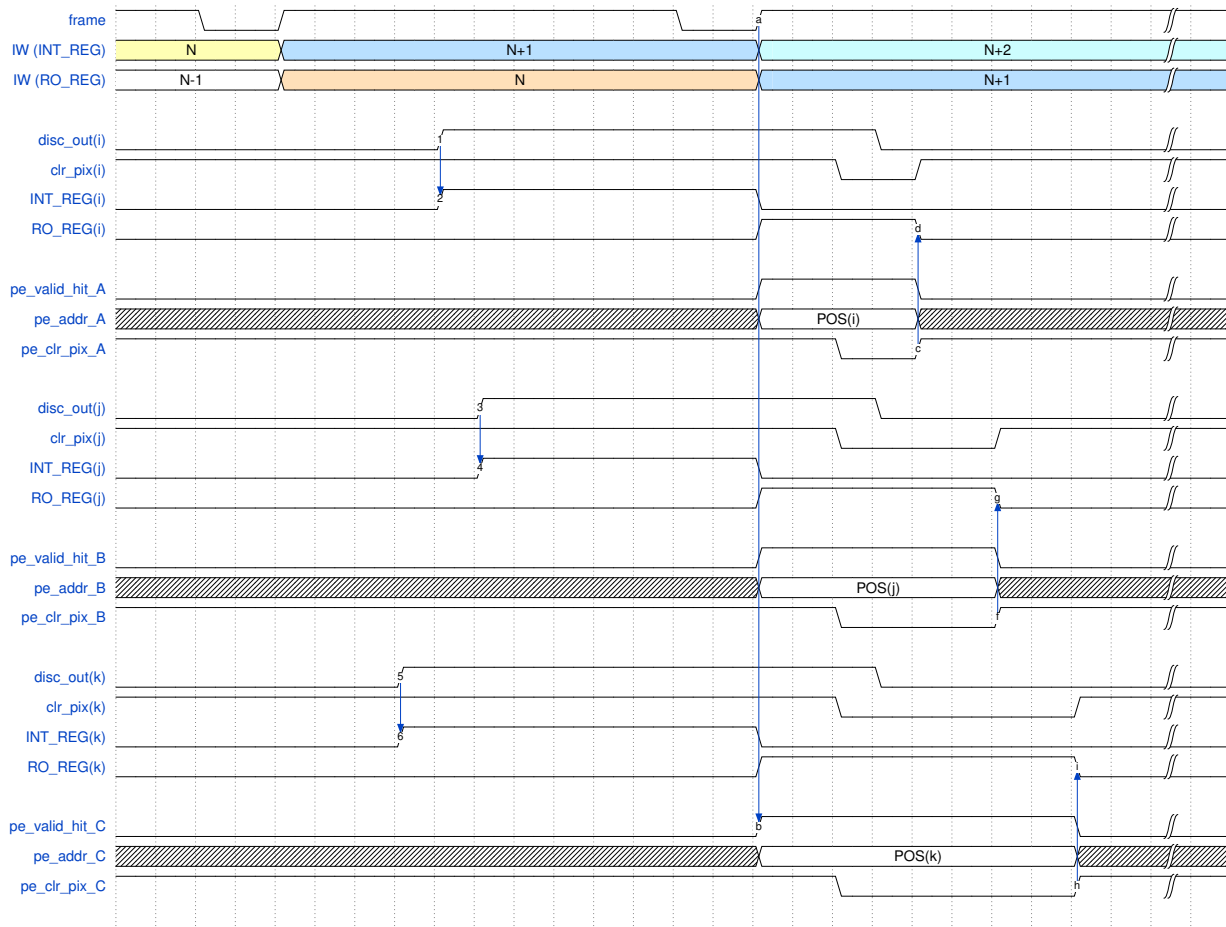 frame a
IW (INT_REG) N N+1 N+2
IW (RO_REG) N-1 N N+1
disc_out(i) 1
clr_pix(i)
INT_REG(i) 2
RO_REG(i) d
pe_valid_hit_A
pe_addr_A POS(i)
pe_clr_pix_A c
disc_out(j) 3
clr_pix(j)
INT_REG(j) 4
RO_REG(j) g
pe_valid_hit_B
pe_addr_B POS(j)
pe_clr_pix_B f
disc_out(k) 5
clr_pix(k)
INT_REG(k) 6
RO_REG(k) i
pe_valid_hit_C b
pe_addr_C POS(k)
pe_clr_pix_C h